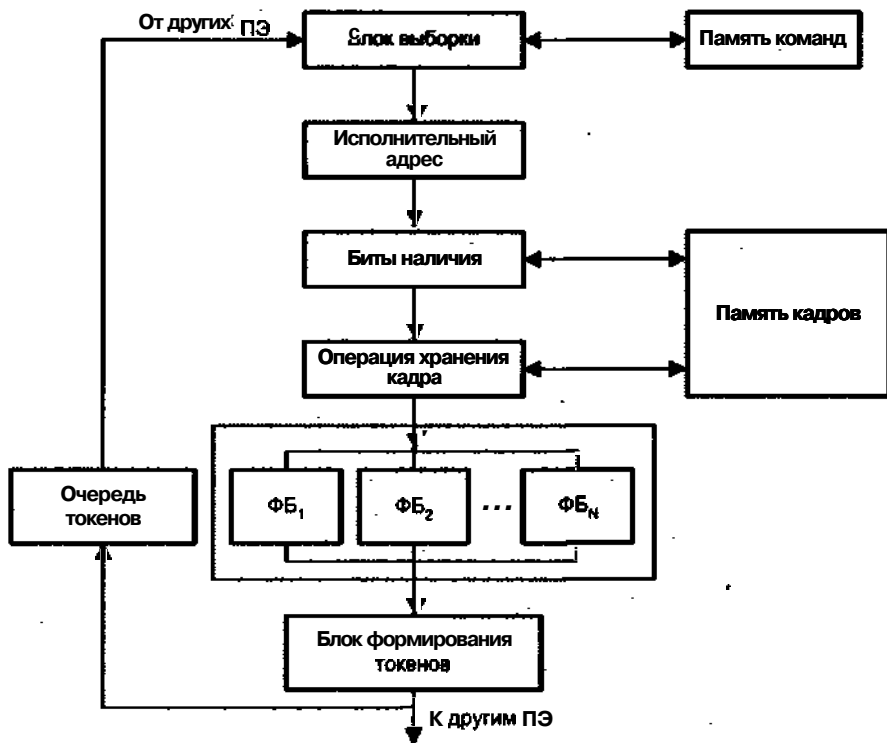 От других ПЭ
Блок выборки
Память команд
Исполнительный
адрес
Биты наличия
Память кадров
Операция хранения
кадра
Очередь
токенов
ФБ₁
ФБ₂
...
ФБ_N
Блок формирования
токенов
К другим ПЭ